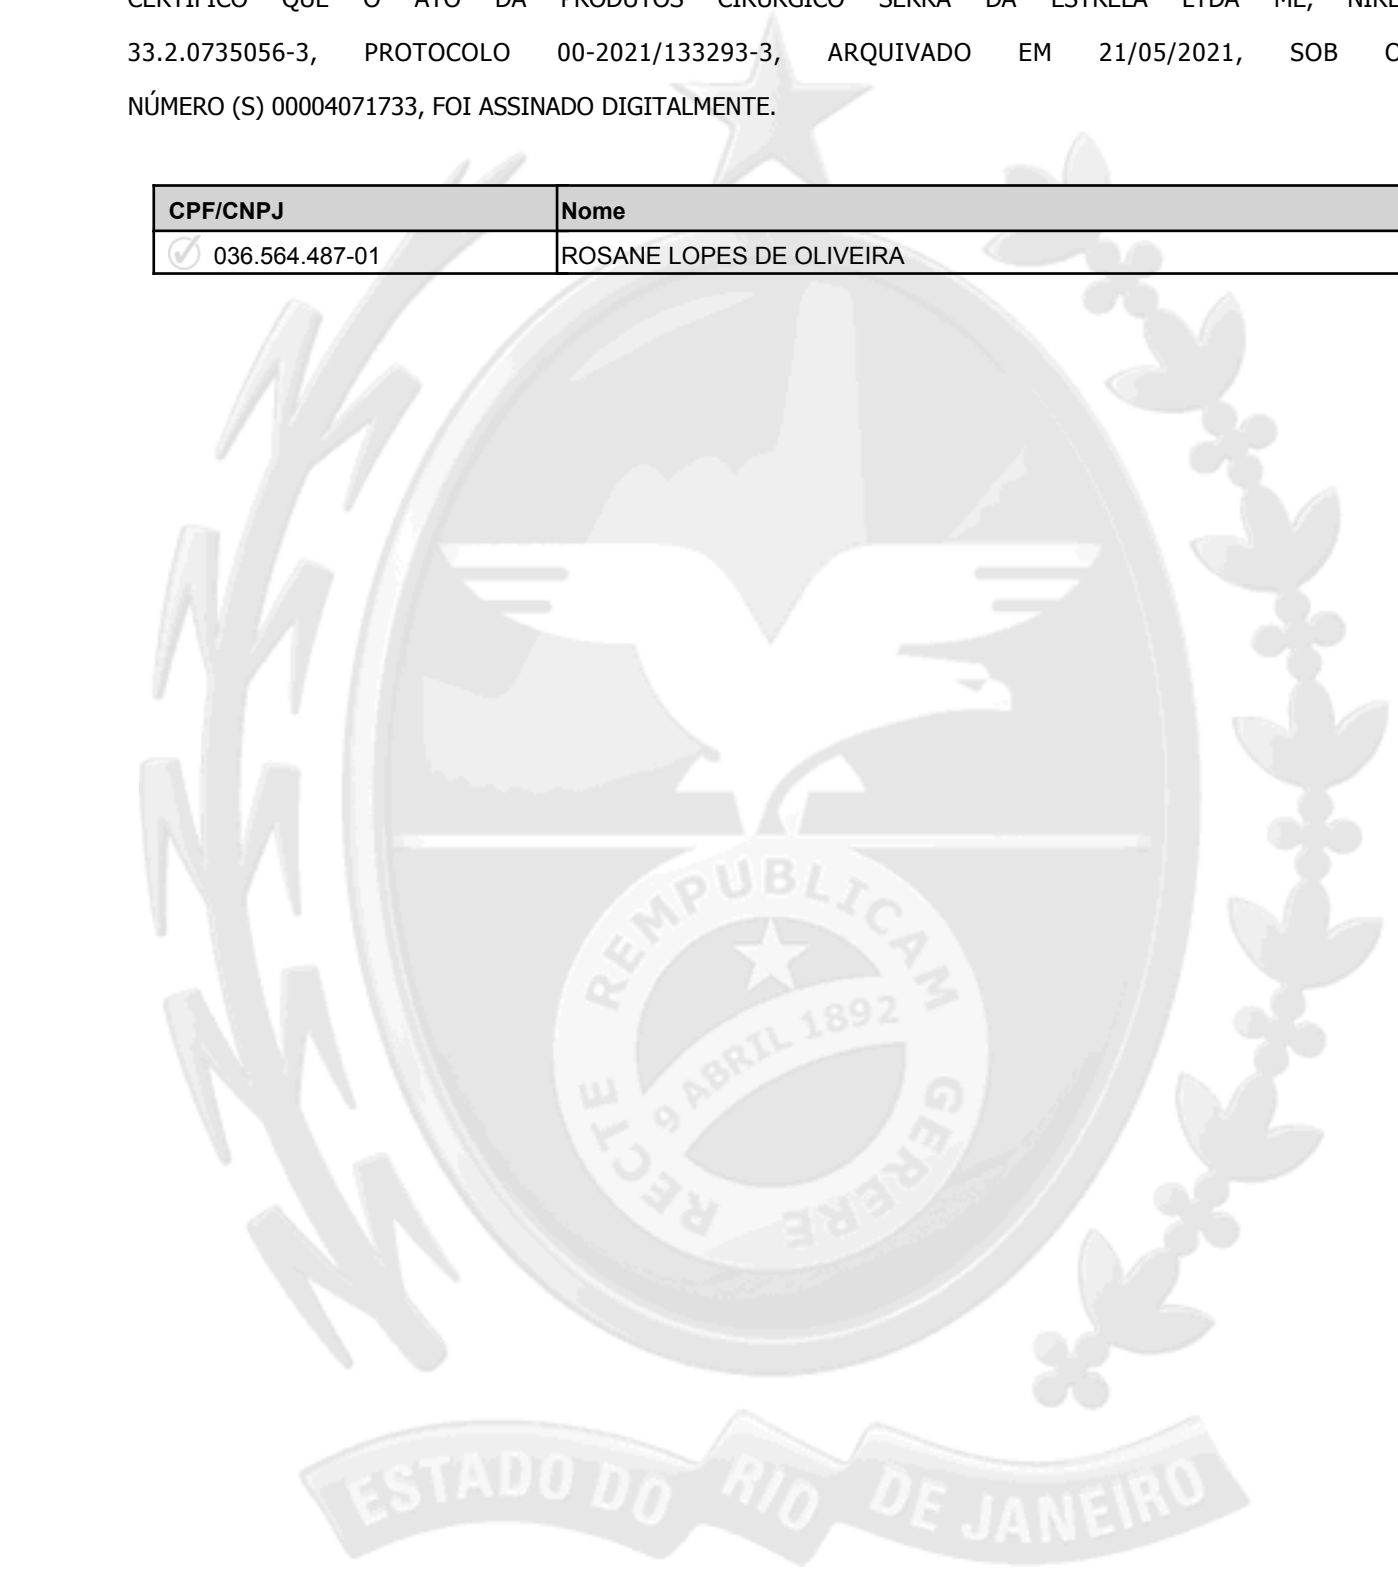 CERTIFICO QUE O ATO DA PRODUTOS CIRÚRGICO SERRA DA ESTRELA LTDA ME, NIRE
33.2.0735056-3, PROTOCOLO 00-2021/133293-3, ARQUIVADO EM 21/05/2021, SOB O
NÚMERO (S) 00004071733, FOI ASSINADO DIGITALMENTE.
CPF/CNPJ Nome
036.564.487-01 ROSANE LOPES DE OLIVEIRA
RECTE REMPUBLICAM GERERE
9 ABRIL 1892
ESTADO DO RIO DE JANEIRO